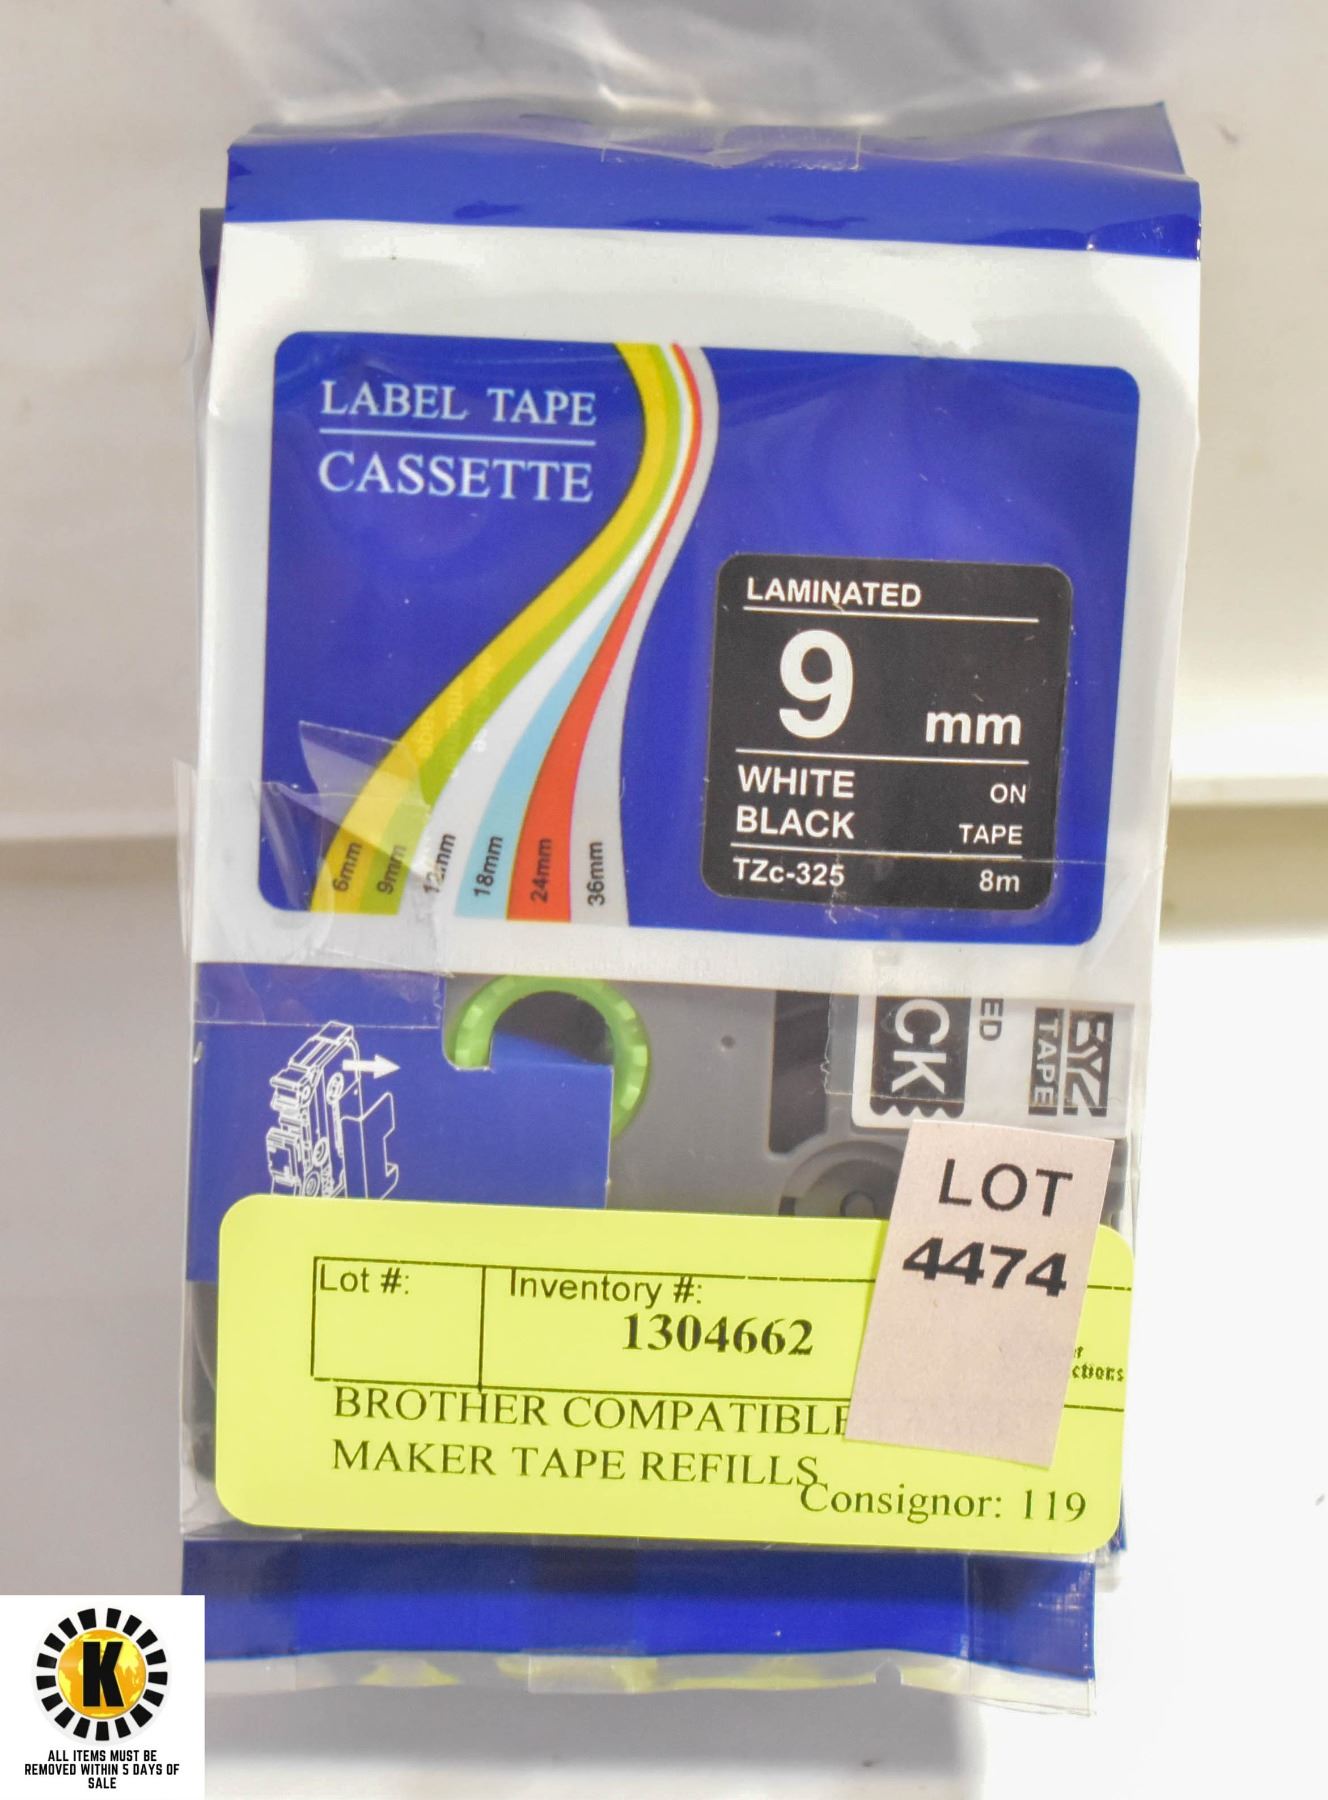 LABEL TAPE
CASSETTE
LAMINATED
9 mm
WHITE ON
BLACK TAPE
TZc-325 8m
6mm
9mm
12mm
18mm
24mm
36mm
CK
ED
TAPE
LOT
4474
Lot #: Inventory #:
1304662
ctions
BROTHER COMPATIBLE
MAKER TAPE REFILLS
Consignor: 119
K
ALL ITEMS MUST BE
REMOVED WITHIN 5 DAYS OF
SALE